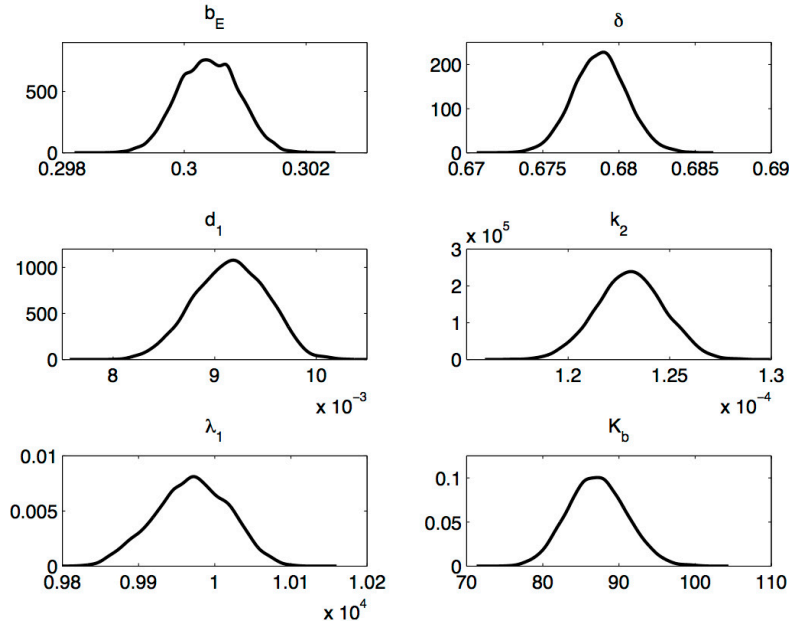 b_E
500
0
0.298 0.3 0.302
δ
200
100
0
0.67 0.675 0.68 0.685 0.69
d_1
1000
500
0
8 9 10
x 10^-3
k_2
x 10^5
3
2
1
0
1.2 1.25 1.3
x 10^-4
λ_1
0.01
0.005
0
0.98 0.99 1 1.01 1.02
x 10^4
K_b
0.1
0.05
0
70 80 90 100 110